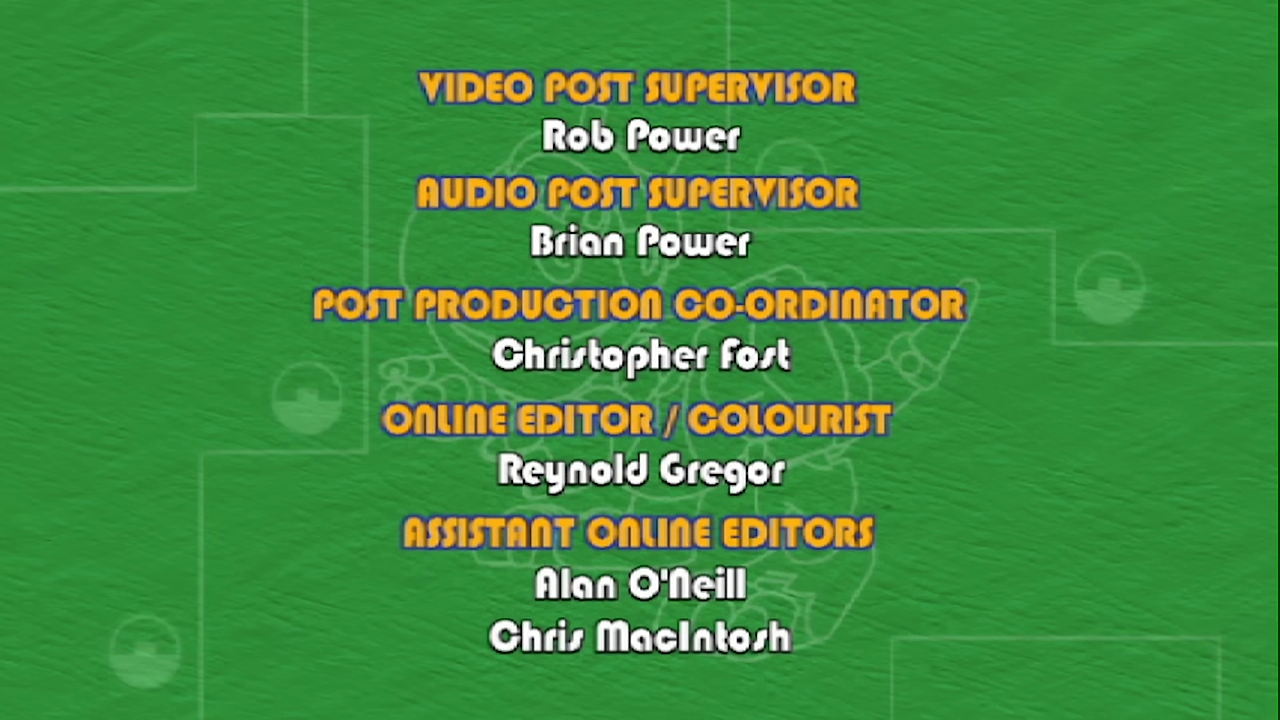 VIDEO POST SUPERVISOR
Rob Power
AUDIO POST SUPERVISOR
Brian Power
POST PRODUCTION CO-ORDINATOR
Christopher Fost
ONLINE EDITOR / COLOURIST
Reynold Gregor
ASSISTANT ONLINE EDITORS
Alan O'Neill
Chris MacIntosh